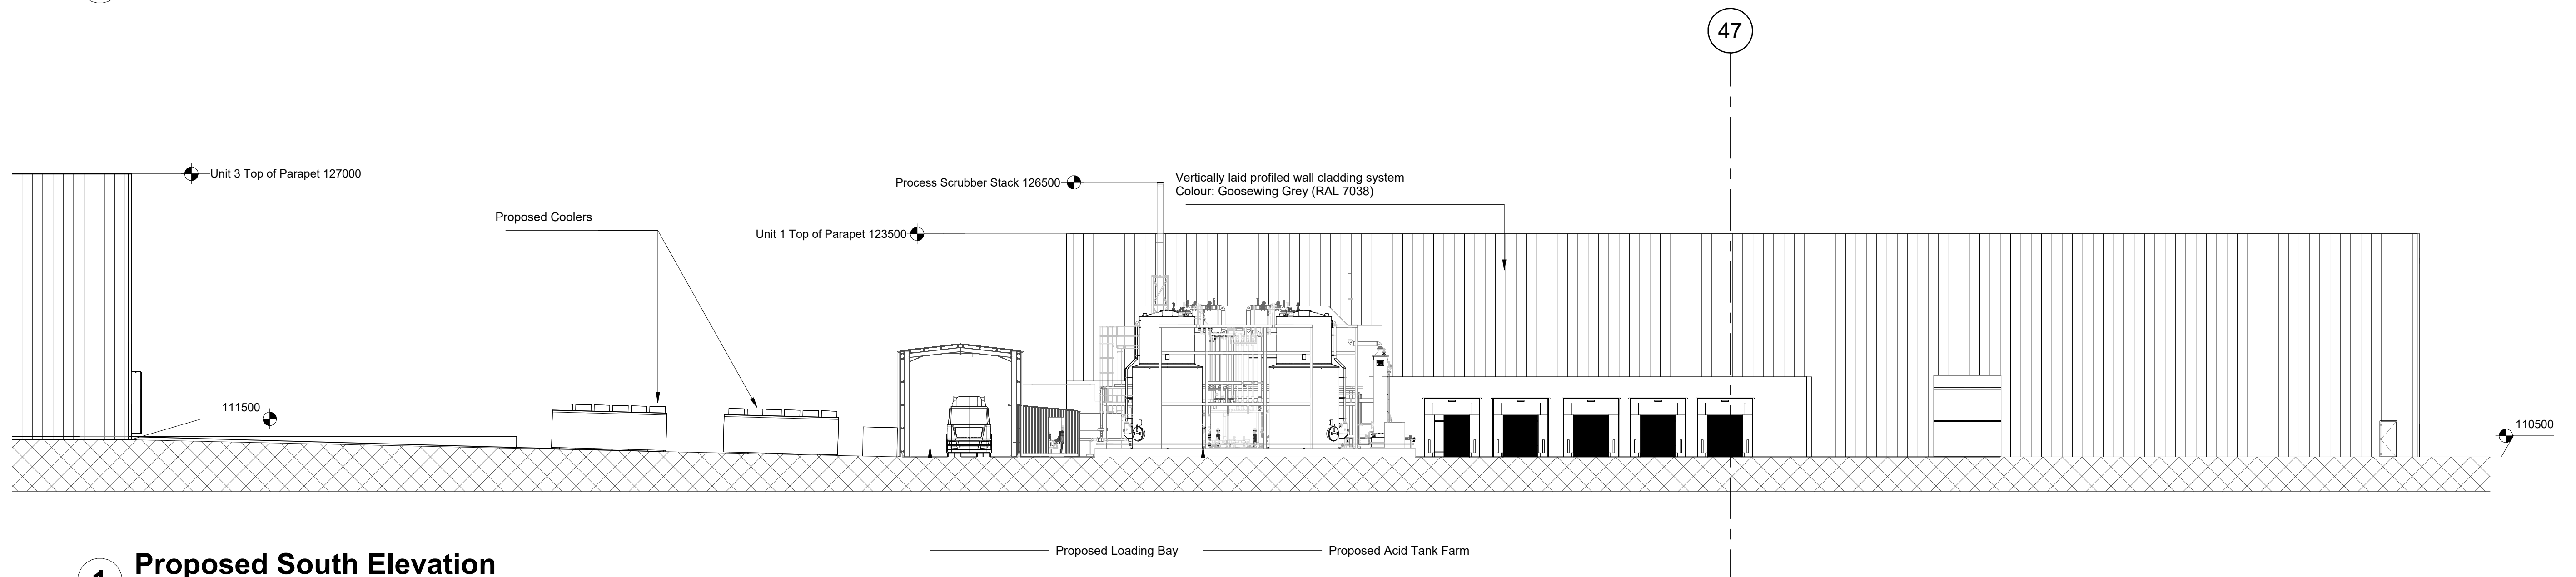 47
Unit 3 Top of Parapet 127000
Process Scrubber Stack 126500
Vertically laid profiled wall cladding system
Colour: Goosewing Grey (RAL 7038)
Proposed Coolers
Unit 1 Top of Parapet 123500
111500
110500
Proposed Loading Bay
Proposed Acid Tank Farm
1
Proposed South Elevation